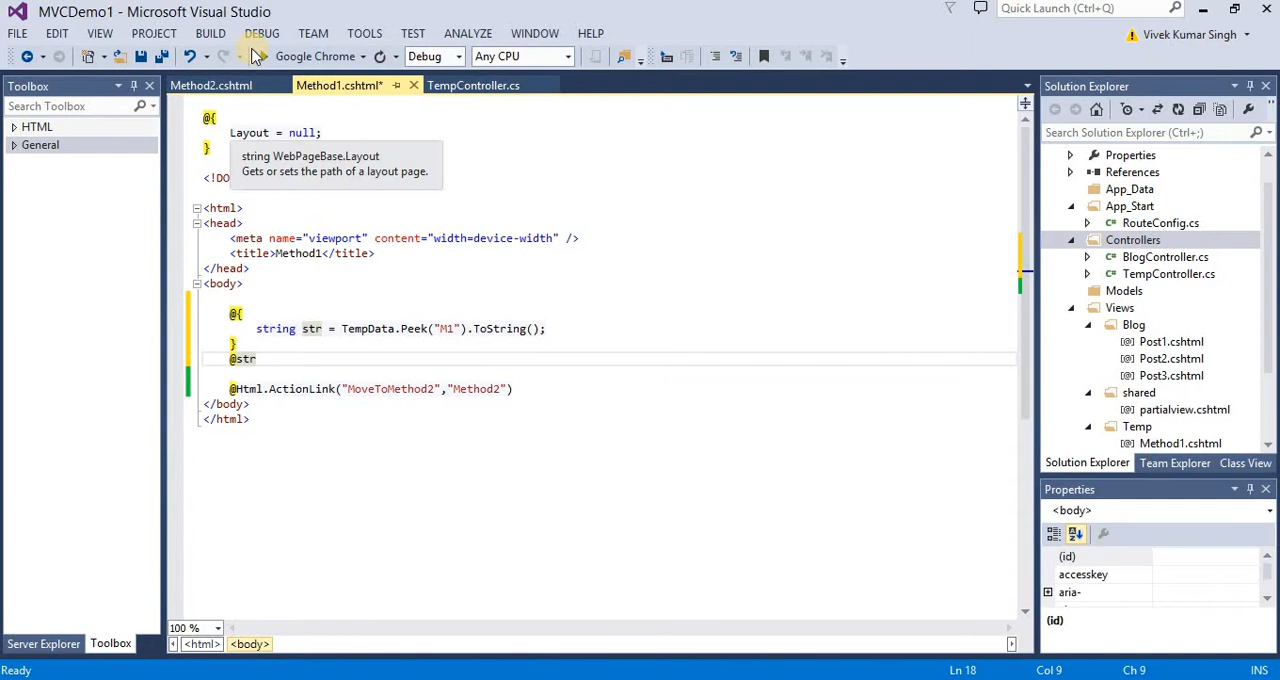 MVCDemo1 - Microsoft Visual Studio
Quick Launch (Ctrl+Q)
FILE EDIT VIEW PROJECT BUILD DEBUG TEAM TOOLS TEST ANALYZE WINDOW HELP
Vivek Kumar Singh
Google Chrome Debug Any CPU
Toolbox
Search Toolbox
HTML
General
Method2.cshtml Method1.cshtml* TempController.cs
@{
Layout = null;
}
string WebPageBase.Layout
Gets or sets the path of a layout page.
<!DO
<html>
<head>
<meta name="viewport" content="width=device-width" />
<title>Method1</title>
</head>
<body>
@{
string str = TempData.Peek("M1").ToString();
}
@str
@Html.ActionLink("MoveToMethod2","Method2")
</body>
</html>
100 %
<html> <body>
Server Explorer Toolbox
Solution Explorer
Search Solution Explorer (Ctrl+;)
Properties
References
App_Data
App_Start
C# RouteConfig.cs
Controllers
C# BlogController.cs
C# TempController.cs
Models
Views
Blog
[@] Post1.cshtml
[@] Post2.cshtml
[@] Post3.cshtml
shared
[@] partialview.cshtml
Temp
[@] Method1.cshtml
Solution Explorer Team Explorer Class View
Properties
<body>
(id)
accesskey
aria-
(id)
Ready Ln 18 Col 9 Ch 9 INS